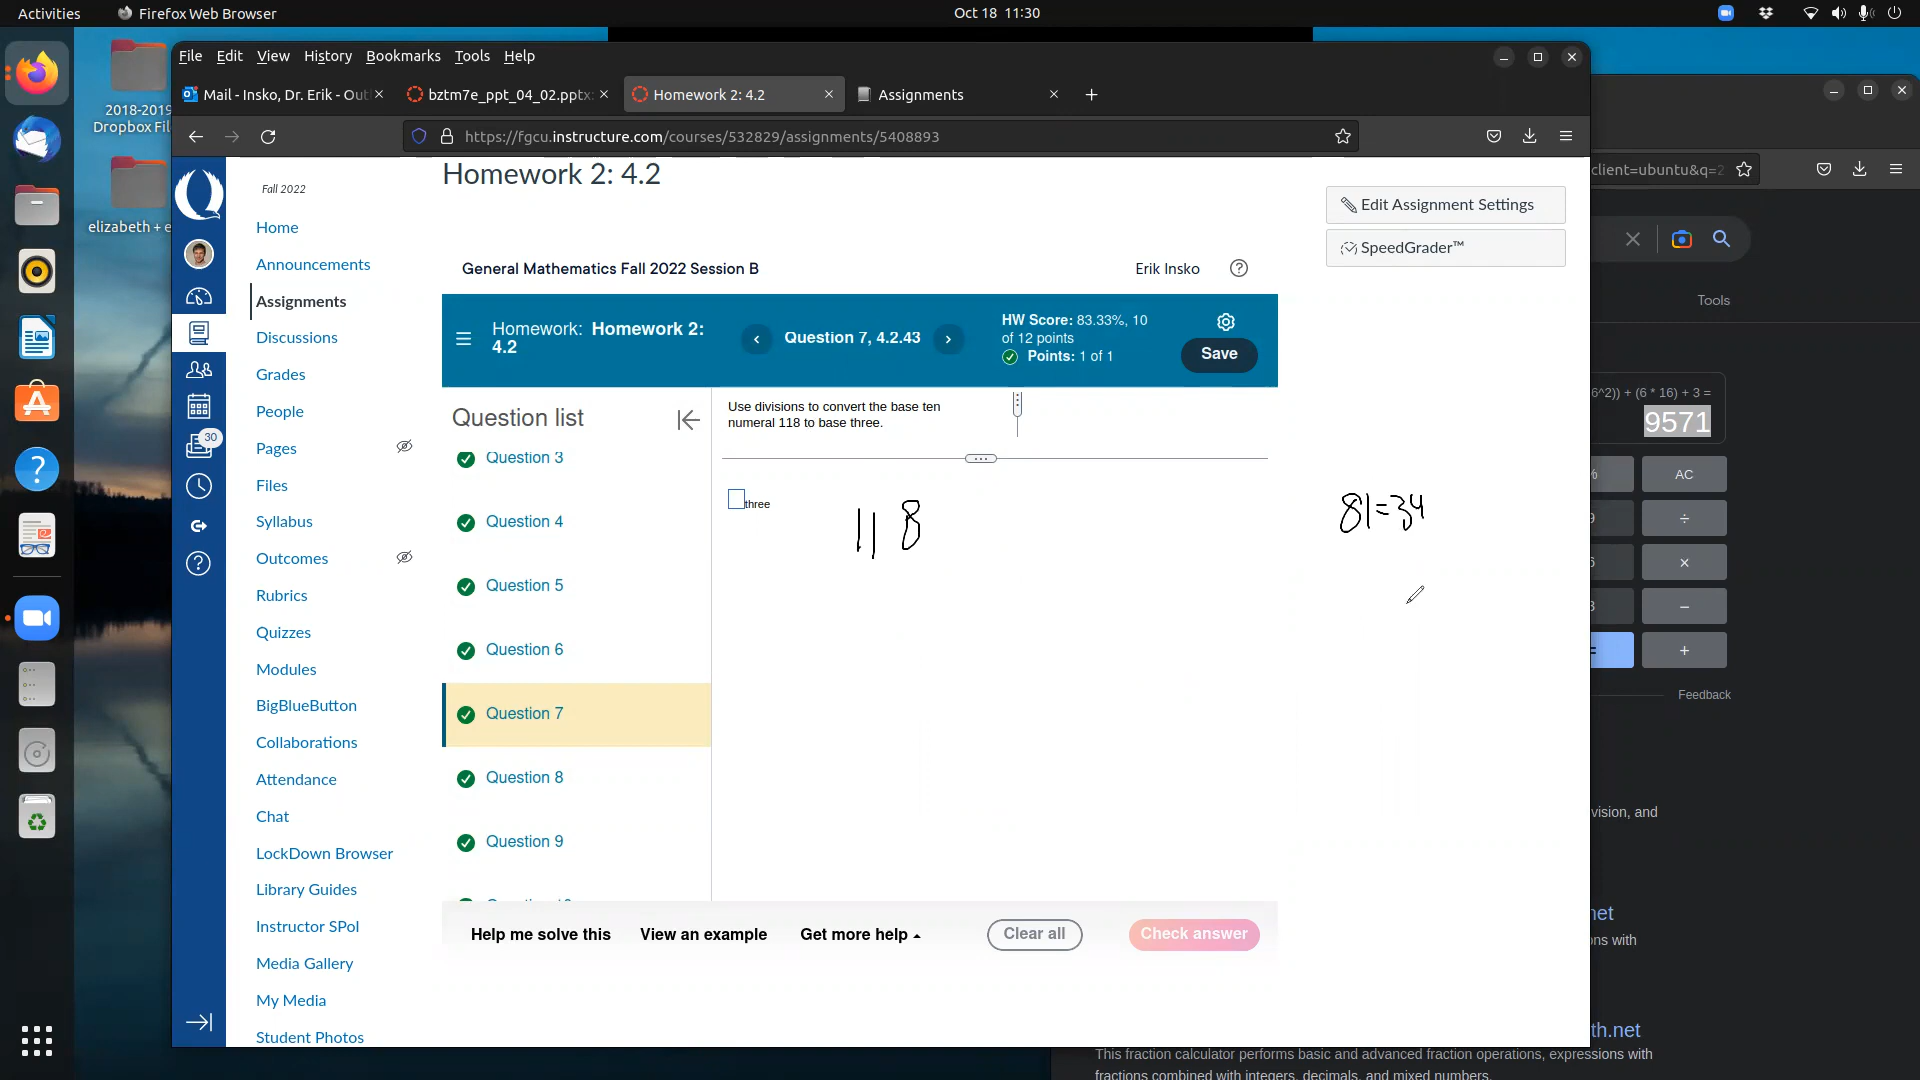 Activities
Firefox Web Browser
Oct 18 11:30
2018-2019
Dropbox Fil
elizabeth + e
File Edit View History Bookmarks Tools Help
Mail - Insko, Dr. Erik - Out
bztm7e_ppt_04_02.pptx:
Homework 2: 4.2
Assignments
https://fgcu.instructure.com/courses/532829/assignments/5408893
client=ubuntu&q=2
Fall 2022
Home
Announcements
Assignments
Discussions
Grades
People
Pages
Files
Syllabus
Outcomes
Rubrics
Quizzes
Modules
BigBlueButton
Collaborations
Attendance
Chat
LockDown Browser
Library Guides
Instructor SPol
Media Gallery
My Media
Student Photos
30
Homework 2: 4.2
Edit Assignment Settings
SpeedGrader™
General Mathematics Fall 2022 Session B
Erik Insko
Homework: Homework 2:
4.2
Question 7, 4.2.43
HW Score: 83.33%, 10
of 12 points
Points: 1 of 1
Save
Question list
Question 3
Question 4
Question 5
Question 6
Question 7
Question 8
Question 9
Use divisions to convert the base ten
numeral 118 to base three.
three
118
81=34
Help me solve this
View an example
Get more help
Clear all
Check answer
Tools
6^2)) + (6 * 16) + 3 =
9571
% AC
9 ÷
6 ×
3 −
= +
Feedback
vision, and
net
ons with
th.net
This fraction calculator performs basic and advanced fraction operations, expressions with
fractions combined with integers, decimals, and mixed numbers.